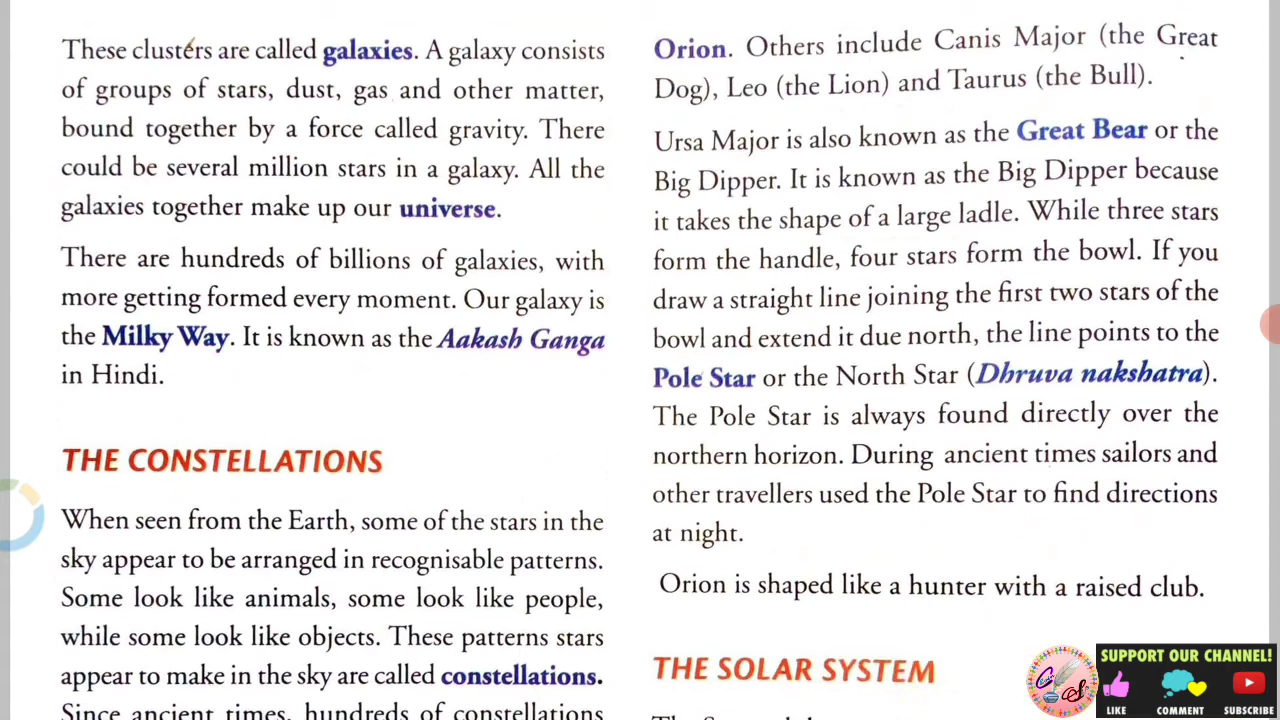 These clusters are called galaxies. A galaxy consists
of groups of stars, dust, gas and other matter,
bound together by a force called gravity. There
could be several million stars in a galaxy. All the
galaxies together make up our universe.
There are hundreds of billions of galaxies, with
more getting formed every moment. Our galaxy is
the Milky Way. It is known as the Aakash Ganga
in Hindi.
THE CONSTELLATIONS
When seen from the Earth, some of the stars in the
sky appear to be arranged in recognisable patterns.
Some look like animals, some look like people,
while some look like objects. These patterns stars
appear to make in the sky are called constellations.
Since ancient times, hundreds of constellations
Orion. Others include Canis Major (the Great
Dog), Leo (the Lion) and Taurus (the Bull).
Ursa Major is also known as the Great Bear or the
Big Dipper. It is known as the Big Dipper because
it takes the shape of a large ladle. While three stars
form the handle, four stars form the bowl. If you
draw a straight line joining the first two stars of the
bowl and extend it due north, the line points to the
Pole Star or the North Star (Dhruva nakshatra).
The Pole Star is always found directly over the
northern horizon. During ancient times sailors and
other travellers used the Pole Star to find directions
at night.
Orion is shaped like a hunter with a raised club.
THE SOLAR SYSTEM
SUPPORT OUR CHANNEL!
LIKE COMMENT SUBSCRIBE